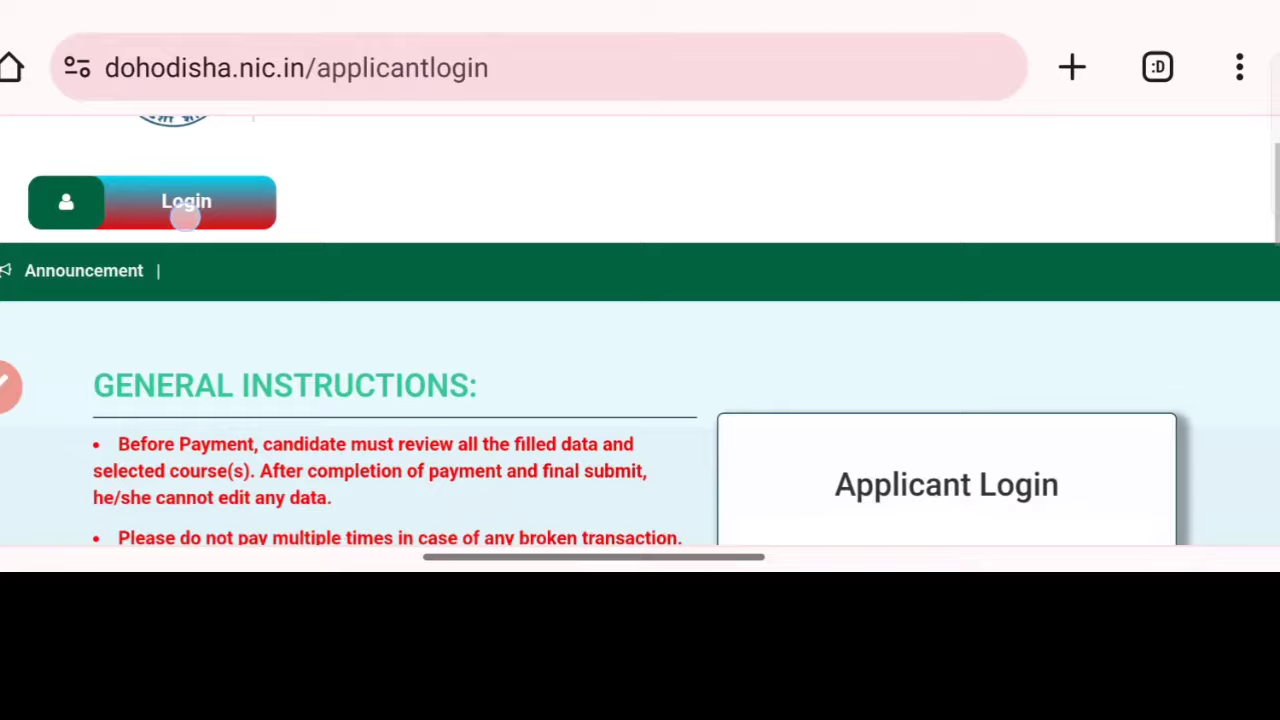 dohodisha.nic.in/applicantlogin
:D
Login
Announcement |
GENERAL INSTRUCTIONS:
• Before Payment, candidate must review all the filled data and
selected course(s). After completion of payment and final submit,
he/she cannot edit any data.
Applicant Login
• Please do not pay multiple times in case of any broken transaction.